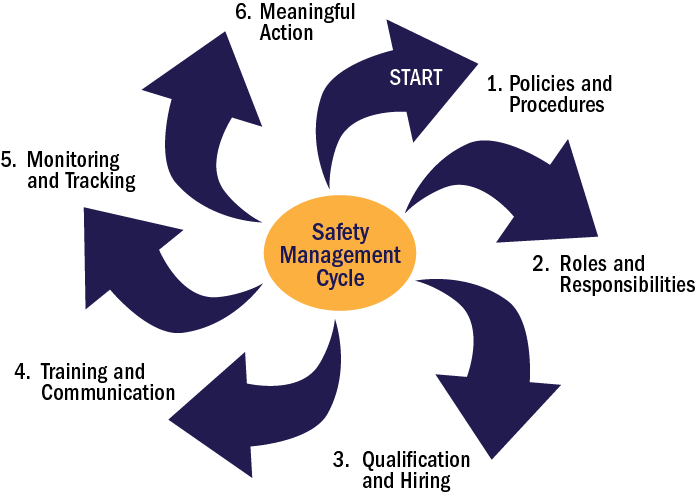 START
1. Policies and
Procedures
2. Roles and
Responsibilities
3. Qualification
and Hiring
4. Training and
Communication
5. Monitoring
and Tracking
6. Meaningful
Action
Safety
Management
Cycle